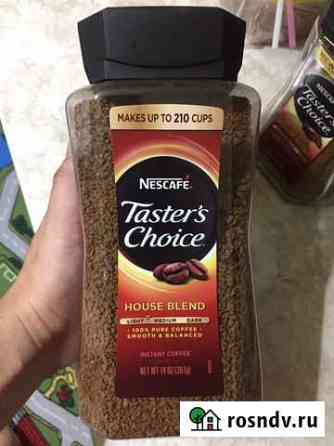 MAKES UP TO 210 CUPS
NESCAFÉ
Taster's
Choice
HOUSE BLEND
LIGHT MEDIUM DARK
100% PURE COFFEE
SMOOTH & BALANCED
INSTANT COFFEE
NESCAFÉ
Taster's
Choice
rosndv.ru